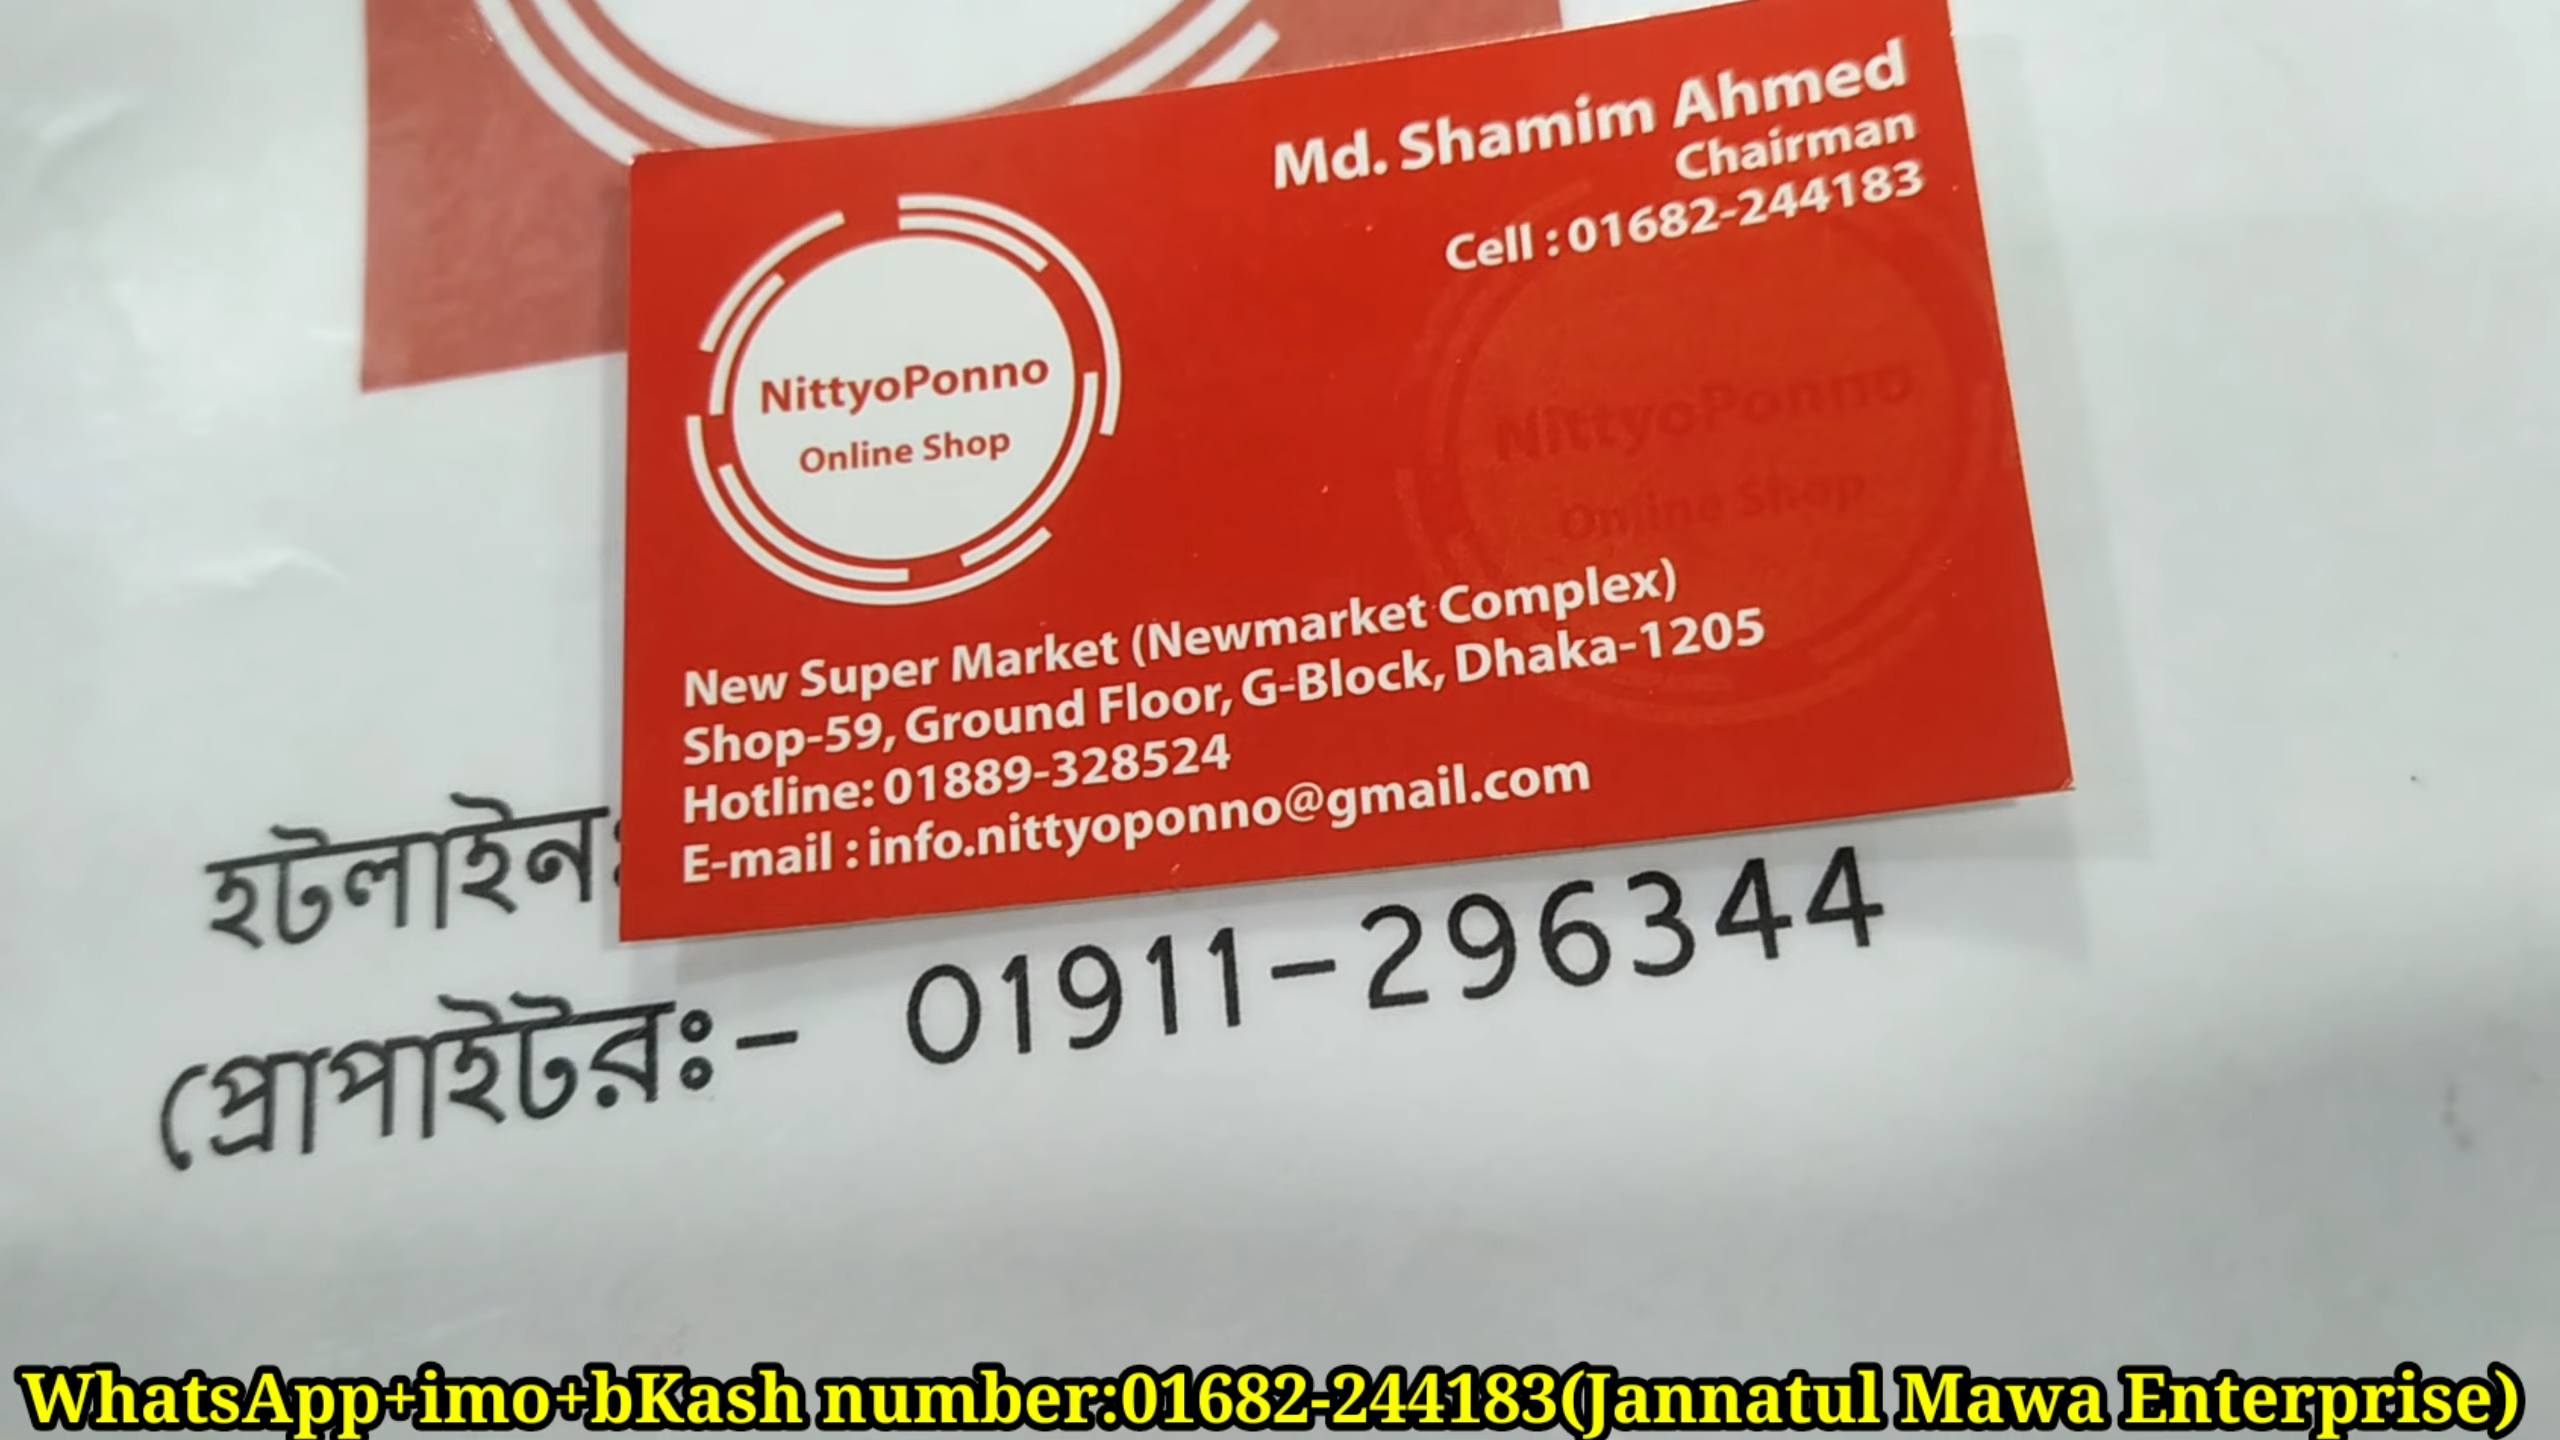 Md. Shamim Ahmed
Chairman
Cell : 01682-244183
NittyoPonno
Online Shop
NittyoPonno
Online Shop
New Super Market (Newmarket Complex)
Shop-59, Ground Floor, G-Block, Dhaka-1205
Hotline: 01889-328524
E-mail : info.nittyoponno@gmail.com
হটলাইনঃ
প্রোপাইটরঃ- 01911-296344
WhatsApp+imo+bKash number:01682-244183(Jannatul Mawa Enterprise)